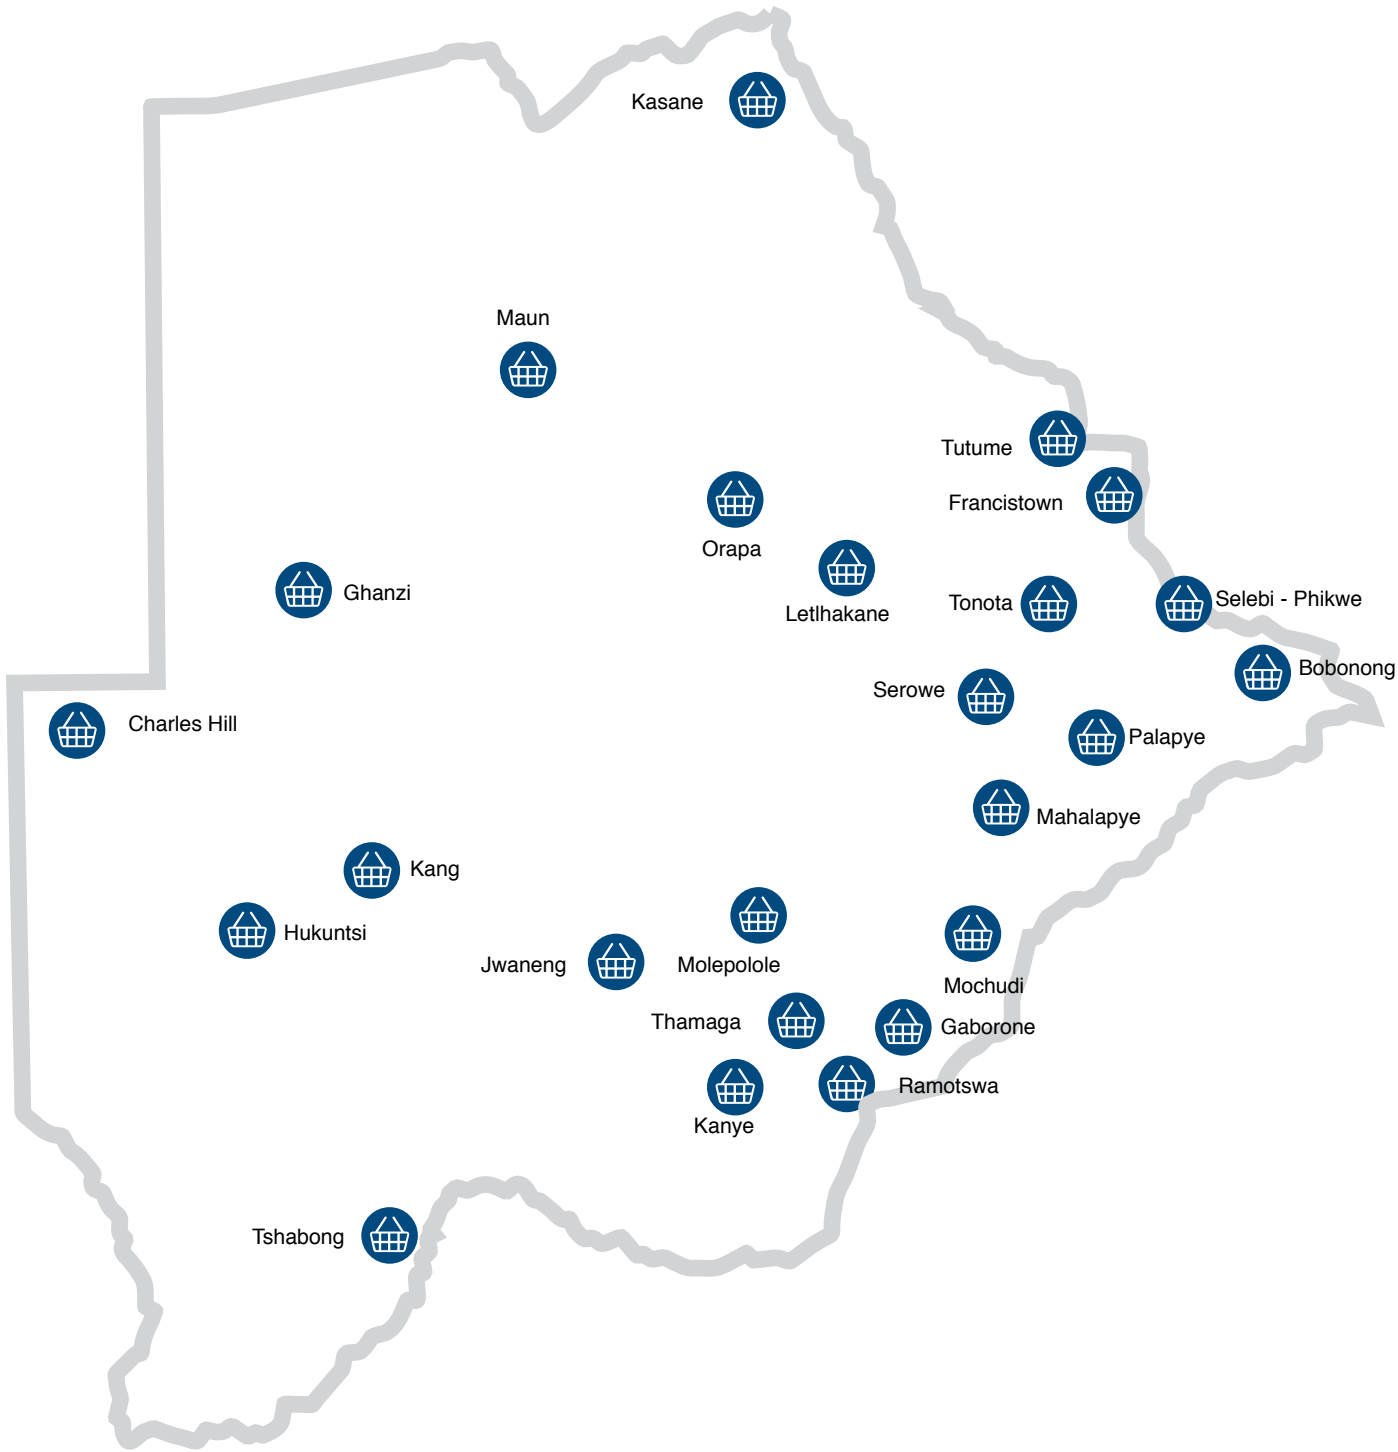 Kasane
Maun
Tutume
Francistown
Orapa
Ghanzi
Letlhakane
Tonota
Selebi - Phikwe
Bobonong
Serowe
Charles Hill
Palapye
Mahalapye
Kang
Hukuntsi
Jwaneng
Molepolole
Mochudi
Thamaga
Gaborone
Ramotswa
Kanye
Tshabong